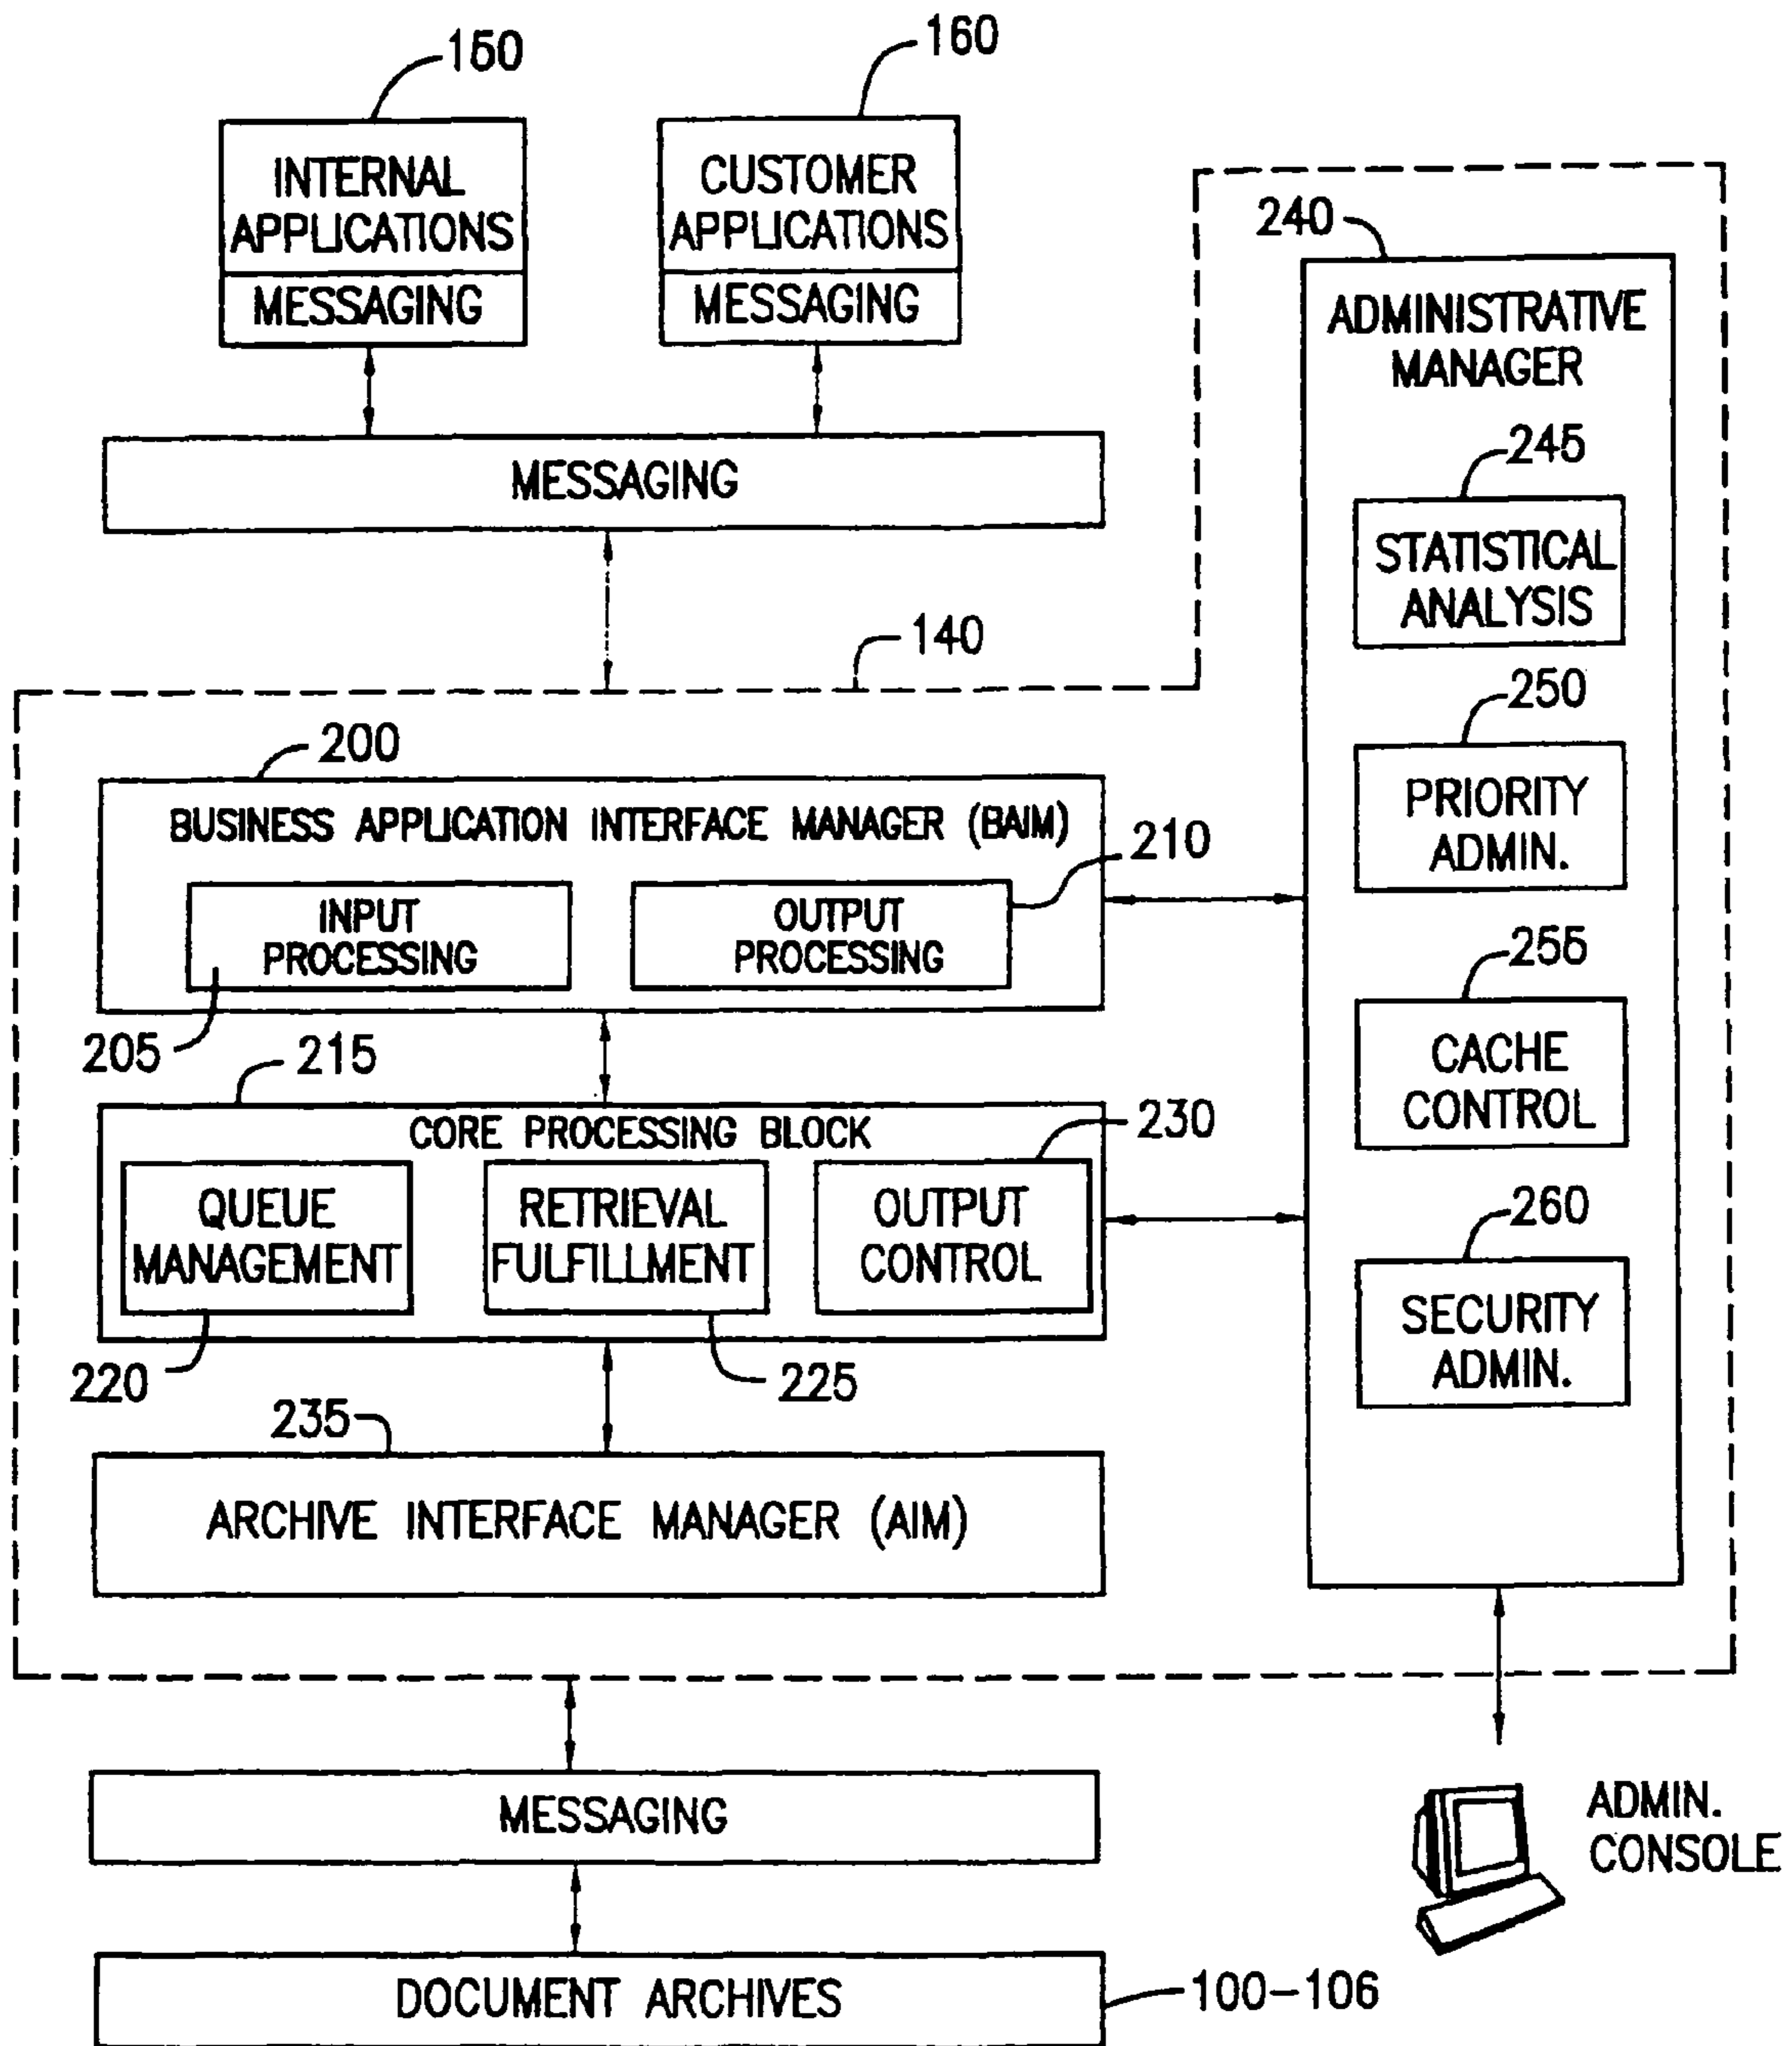 150
160
INTERNAL
APPLICATIONS
MESSAGING
CUSTOMER
APPLICATIONS
MESSAGING
MESSAGING
140
200
BUSINESS APPLICATION INTERFACE MANAGER (BAIM)
210
INPUT
PROCESSING
OUTPUT
PROCESSING
205
215
CORE PROCESSING BLOCK
230
QUEUE
MANAGEMENT
RETRIEVAL
FULFILLMENT
OUTPUT
CONTROL
220
225
235
ARCHIVE INTERFACE MANAGER (AIM)
240
ADMINISTRATIVE
MANAGER
245
STATISTICAL
ANALYSIS
250
PRIORITY
ADMIN.
255
CACHE
CONTROL
260
SECURITY
ADMIN.
MESSAGING
ADMIN.
CONSOLE
DOCUMENT ARCHIVES
100-106